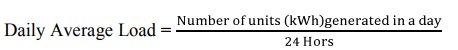 Daily Average Load = Number of units (kWh)generated in a day
24 Hors